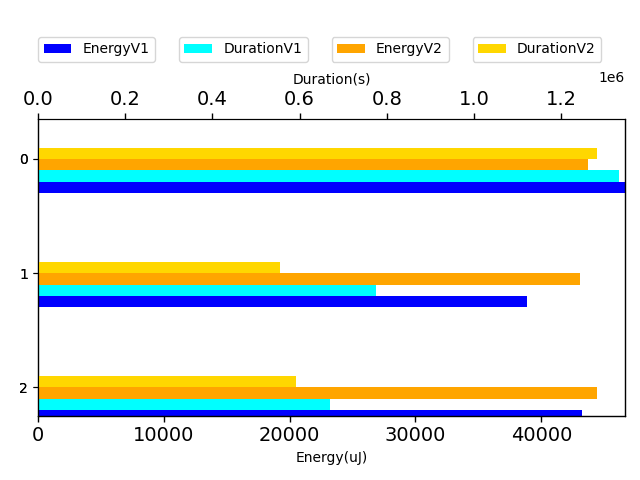 EnergyV1 DurationV1 EnergyV2 DurationV2
Duration(s)
1e6
0.0 0.2 0.4 0.6 0.8 1.0 1.2
0
1
2
0 10000 20000 30000 40000
Energy(uJ)